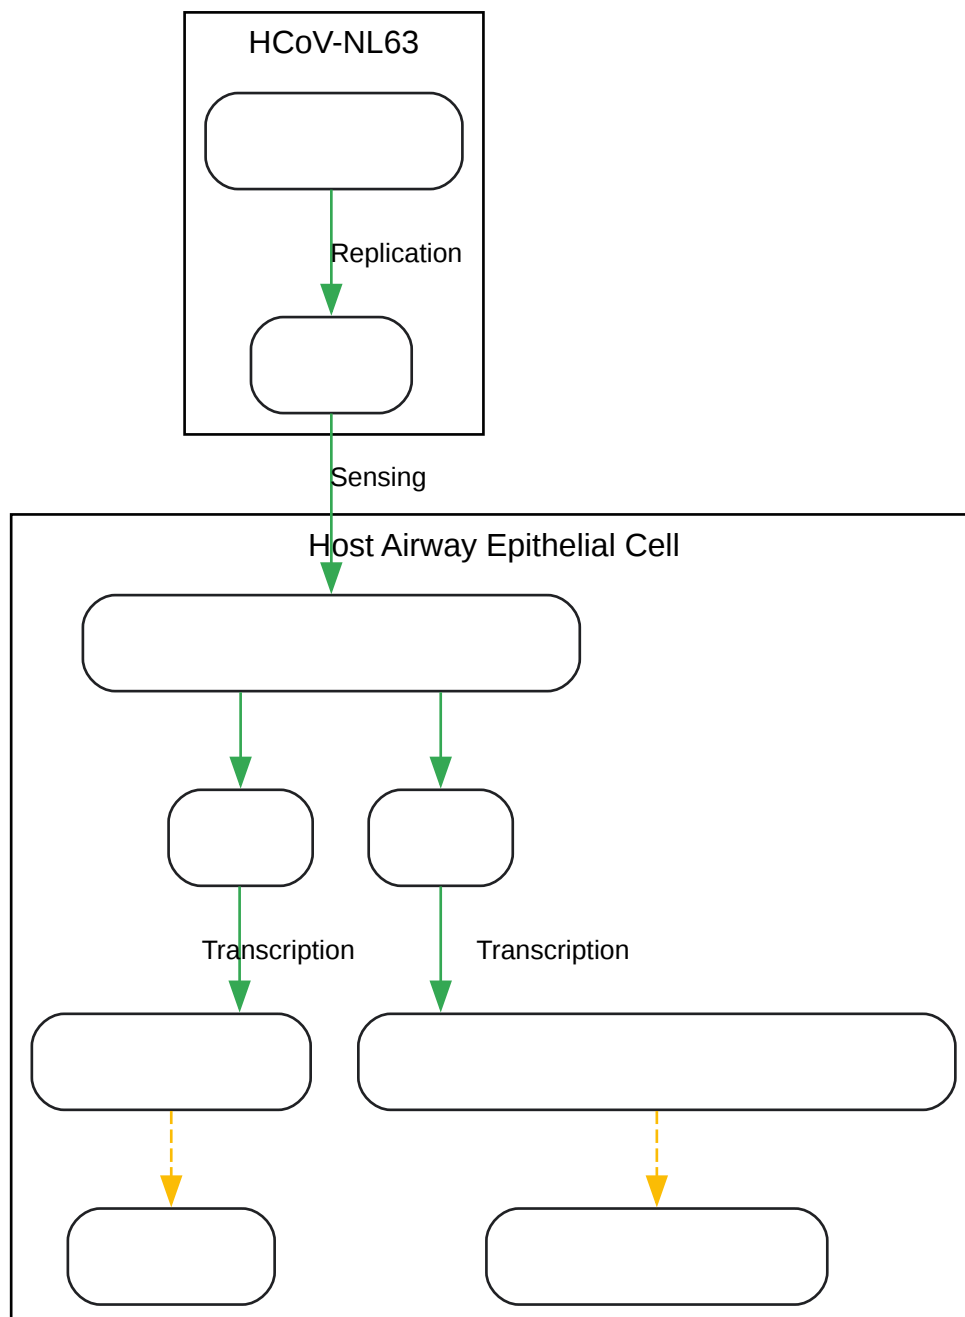 HCoV-NL63
Replication
Sensing
Host Airway Epithelial Cell
Transcription
Transcription